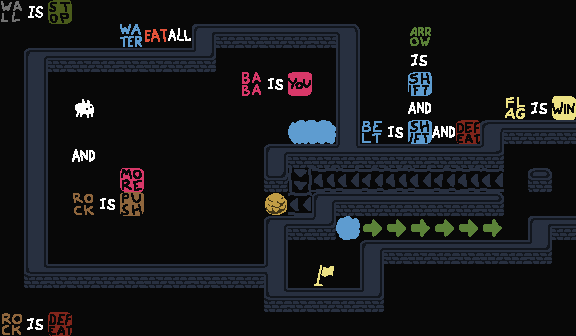 WALL IS STOP
WATER EAT ALL
ARROW
IS
SHIFT
AND
BABA IS YOU
FLAG IS WIN
BELT IS SHIFT AND DEFEAT
AND
MORE
ROCK IS PUSH
ROCK IS DEFEAT